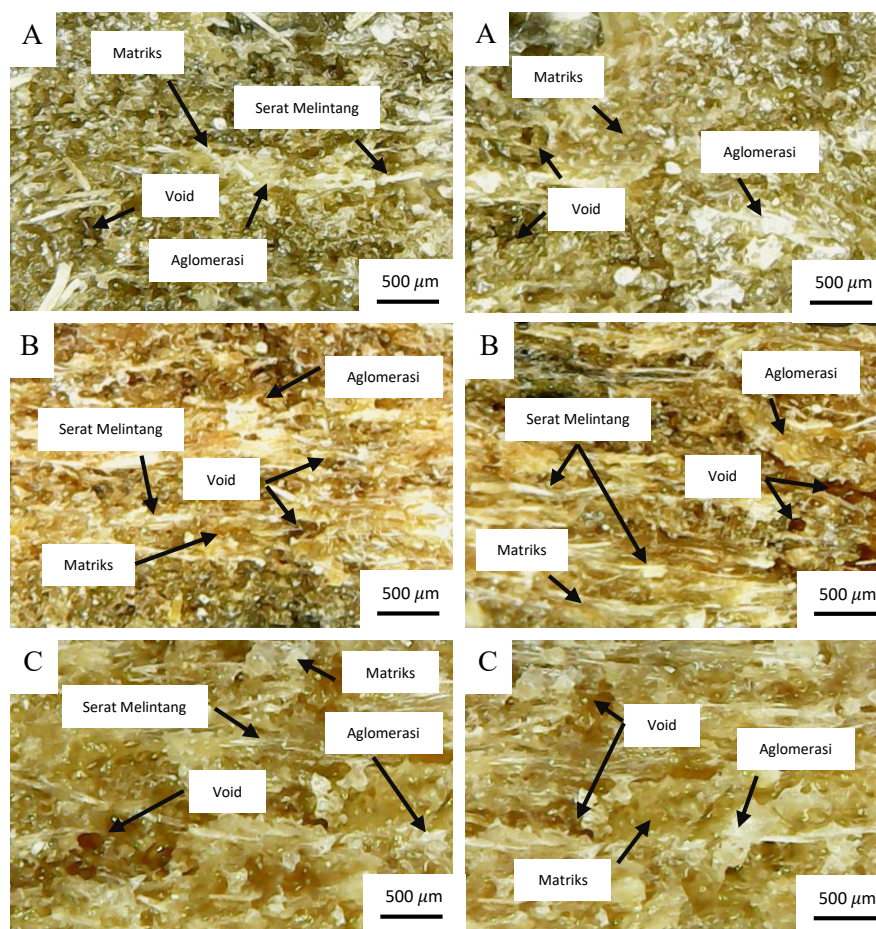 A
Matriks
Serat Melintang
Void
Aglomerasi
500 μm
A
Matriks
Aglomerasi
Void
500 μm
B
Aglomerasi
Serat Melintang
Void
Matriks
500 μm
B
Aglomerasi
Serat Melintang
Void
Matriks
500 μm
C
Matriks
Serat Melintang
Aglomerasi
Void
500 μm
C
Void
Aglomerasi
Matriks
500 μm